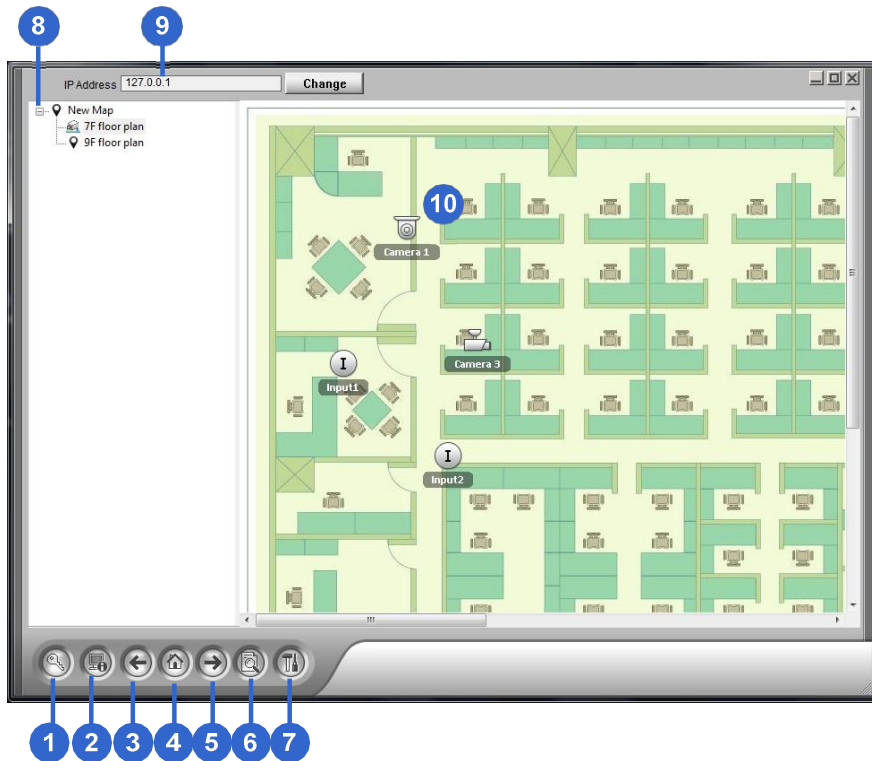 8
9
IP Address 127.0.0.1 Change
New Map
7F floor plan
9F floor plan
10
Camera 1
Camera 3
I
Input1
I
Input2
1
2
3
4
5
6
7